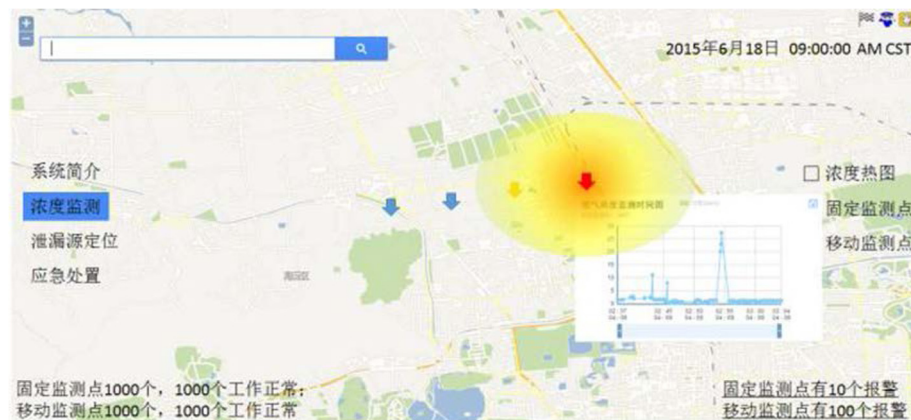 2015年6月18日 09:00:00 AM CST
系统简介
浓度监测
泄漏源定位
应急处置
浓度热图
固定监测点
移动监测点
海淀区
固定监测点1000个，1000个工作正常；
移动监测点1000个，1000个工作正常
固定监测点有10个报警
移动监测点有100个报警